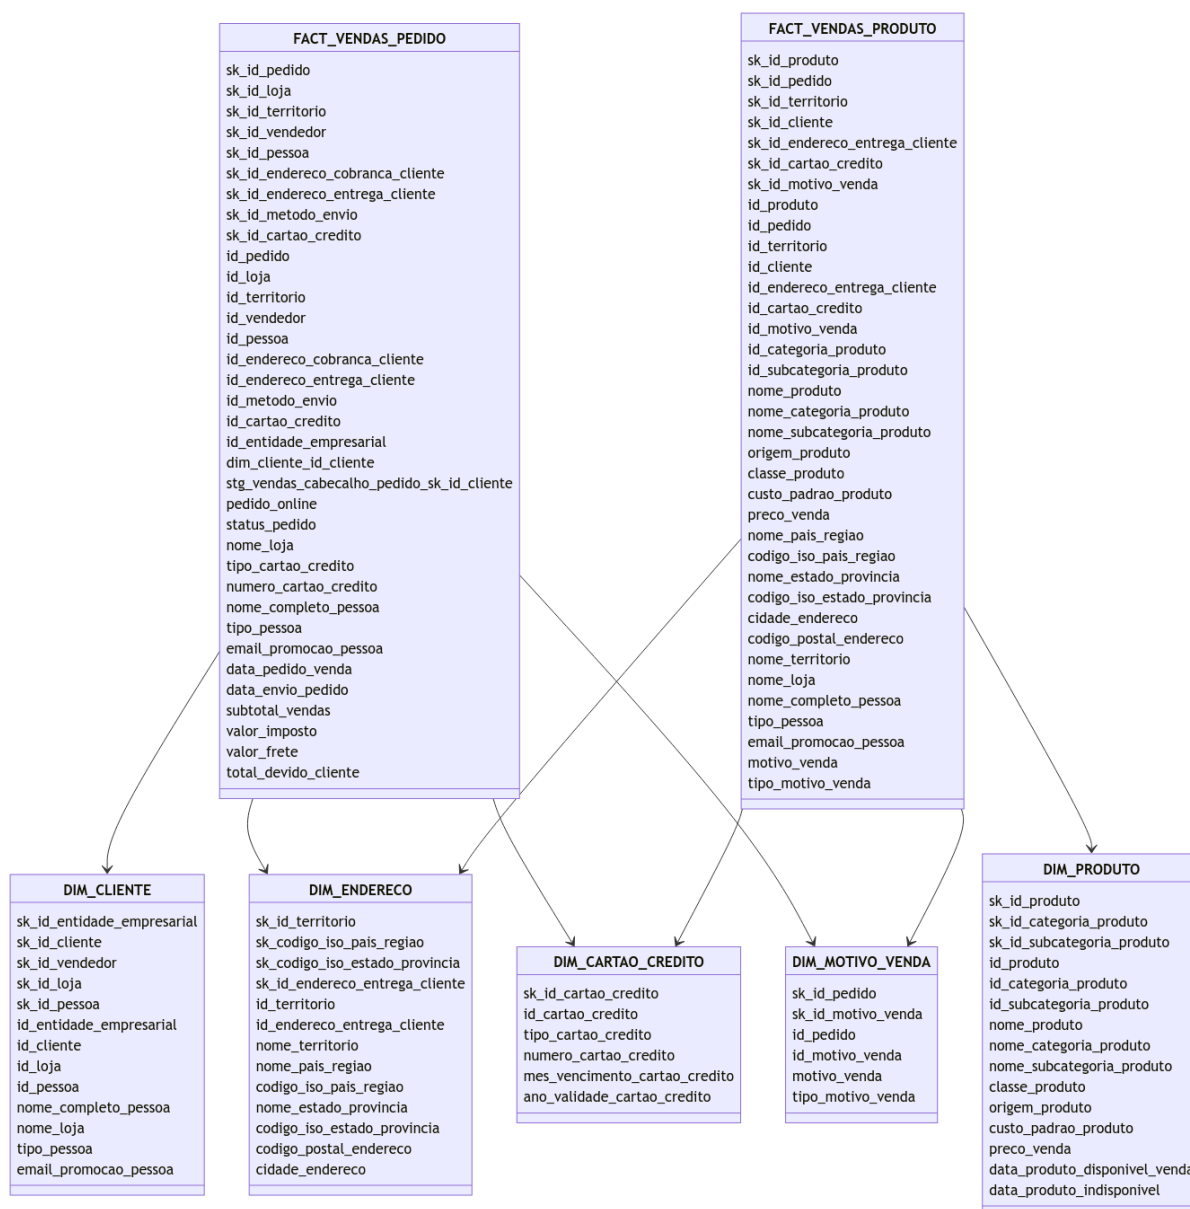 FACT_VENDAS_PEDIDO
sk_id_pedido
sk_id_loja
sk_id_territorio
sk_id_vendedor
sk_id_pessoa
sk_id_endereco_cobranca_cliente
sk_id_endereco_entrega_cliente
sk_id_metodo_envio
sk_id_cartao_credito
id_pedido
id_loja
id_territorio
id_vendedor
id_pessoa
id_endereco_cobranca_cliente
id_endereco_entrega_cliente
id_metodo_envio
id_cartao_credito
id_entidade_empresarial
dim_cliente_id_cliente
stg_vendas_cabecalho_pedido_sk_id_cliente
pedido_online
status_pedido
nome_loja
tipo_cartao_credito
numero_cartao_credito
nome_completo_pessoa
tipo_pessoa
email_promocao_pessoa
data_pedido_venda
data_envio_pedido
subtotal_vendas
valor_imposto
valor_frete
total_devido_cliente
FACT_VENDAS_PRODUTO
sk_id_produto
sk_id_pedido
sk_id_territorio
sk_id_cliente
sk_id_endereco_entrega_cliente
sk_id_cartao_credito
sk_id_motivo_venda
id_produto
id_pedido
id_territorio
id_cliente
id_endereco_entrega_cliente
id_cartao_credito
id_motivo_venda
id_categoria_produto
id_subcategoria_produto
nome_produto
nome_categoria_produto
nome_subcategoria_produto
origem_produto
classe_produto
custo_padrao_produto
preco_venda
nome_pais_regiao
codigo_iso_pais_regiao
nome_estado_provincia
codigo_iso_estado_provincia
cidade_endereco
codigo_postal_endereco
nome_territorio
nome_loja
nome_completo_pessoa
tipo_pessoa
email_promocao_pessoa
motivo_venda
tipo_motivo_venda
DIM_CLIENTE
sk_id_entidade_empresarial
sk_id_cliente
sk_id_vendedor
sk_id_loja
sk_id_pessoa
id_entidade_empresarial
id_cliente
id_loja
id_pessoa
nome_completo_pessoa
nome_loja
tipo_pessoa
email_promocao_pessoa
DIM_ENDERECO
sk_id_territorio
sk_codigo_iso_pais_regiao
sk_codigo_iso_estado_provincia
sk_id_endereco_entrega_cliente
id_territorio
id_endereco_entrega_cliente
nome_territorio
nome_pais_regiao
codigo_iso_pais_regiao
nome_estado_provincia
codigo_iso_estado_provincia
codigo_postal_endereco
cidade_endereco
DIM_CARTAO_CREDITO
sk_id_cartao_credito
id_cartao_credito
tipo_cartao_credito
numero_cartao_credito
mes_vencimento_cartao_credito
ano_validade_cartao_credito
DIM_MOTIVO_VENDA
sk_id_pedido
sk_id_motivo_venda
id_pedido
id_motivo_venda
motivo_venda
tipo_motivo_venda
DIM_PRODUTO
sk_id_produto
sk_id_categoria_produto
sk_id_subcategoria_produto
id_produto
id_categoria_produto
id_subcategoria_produto
nome_produto
nome_categoria_produto
nome_subcategoria_produto
classe_produto
origem_produto
custo_padrao_produto
preco_venda
data_produto_disponivel_venda
data_produto_indisponivel